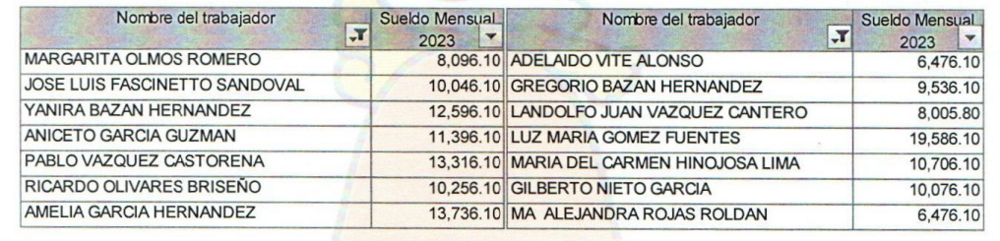 Nombre del trabajador Sueldo Mensual 2023 Nombre del trabajador Sueldo Mensual 2023
MARGARITA OLMOS ROMERO 8,096.10 ADELAIDO VITE ALONSO 6,476.10
JOSE LUIS FASCINETTO SANDOVAL 10,046.10 GREGORIO BAZAN HERNANDEZ 9,536.10
YANIRA BAZAN HERNANDEZ 12,596.10 LANDOLFO JUAN VAZQUEZ CANTERO 8,005.80
ANICETO GARCIA GUZMAN 11,396.10 LUZ MARIA GOMEZ FUENTES 19,586.10
PABLO VAZQUEZ CASTORENA 13,316.10 MARIA DEL CARMEN HINOJOSA LIMA 10,706.10
RICARDO OLIVARES BRISEÑO 10,256.10 GILBERTO NIETO GARCIA 10,076.10
AMELIA GARCIA HERNANDEZ 13,736.10 MA ALEJANDRA ROJAS ROLDAN 6,476.10